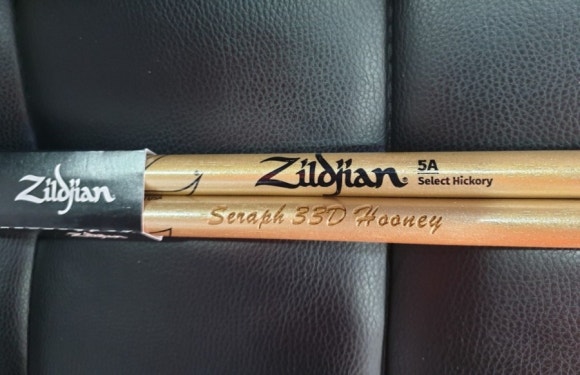 Zildjian
Zildjian
5A
Select Hickory
Seraph 33D Hooney